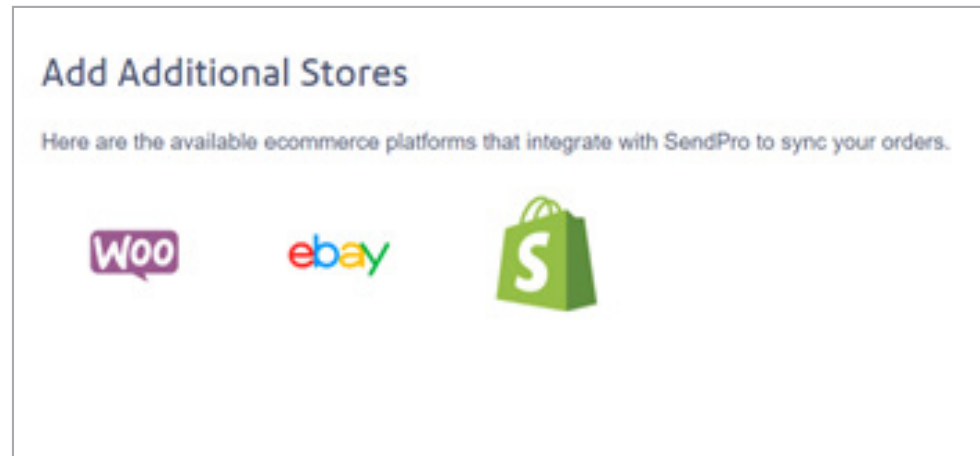 Add Additional Stores
Here are the available ecommerce platforms that integrate with SendPro to sync your orders.
Woo ebay S